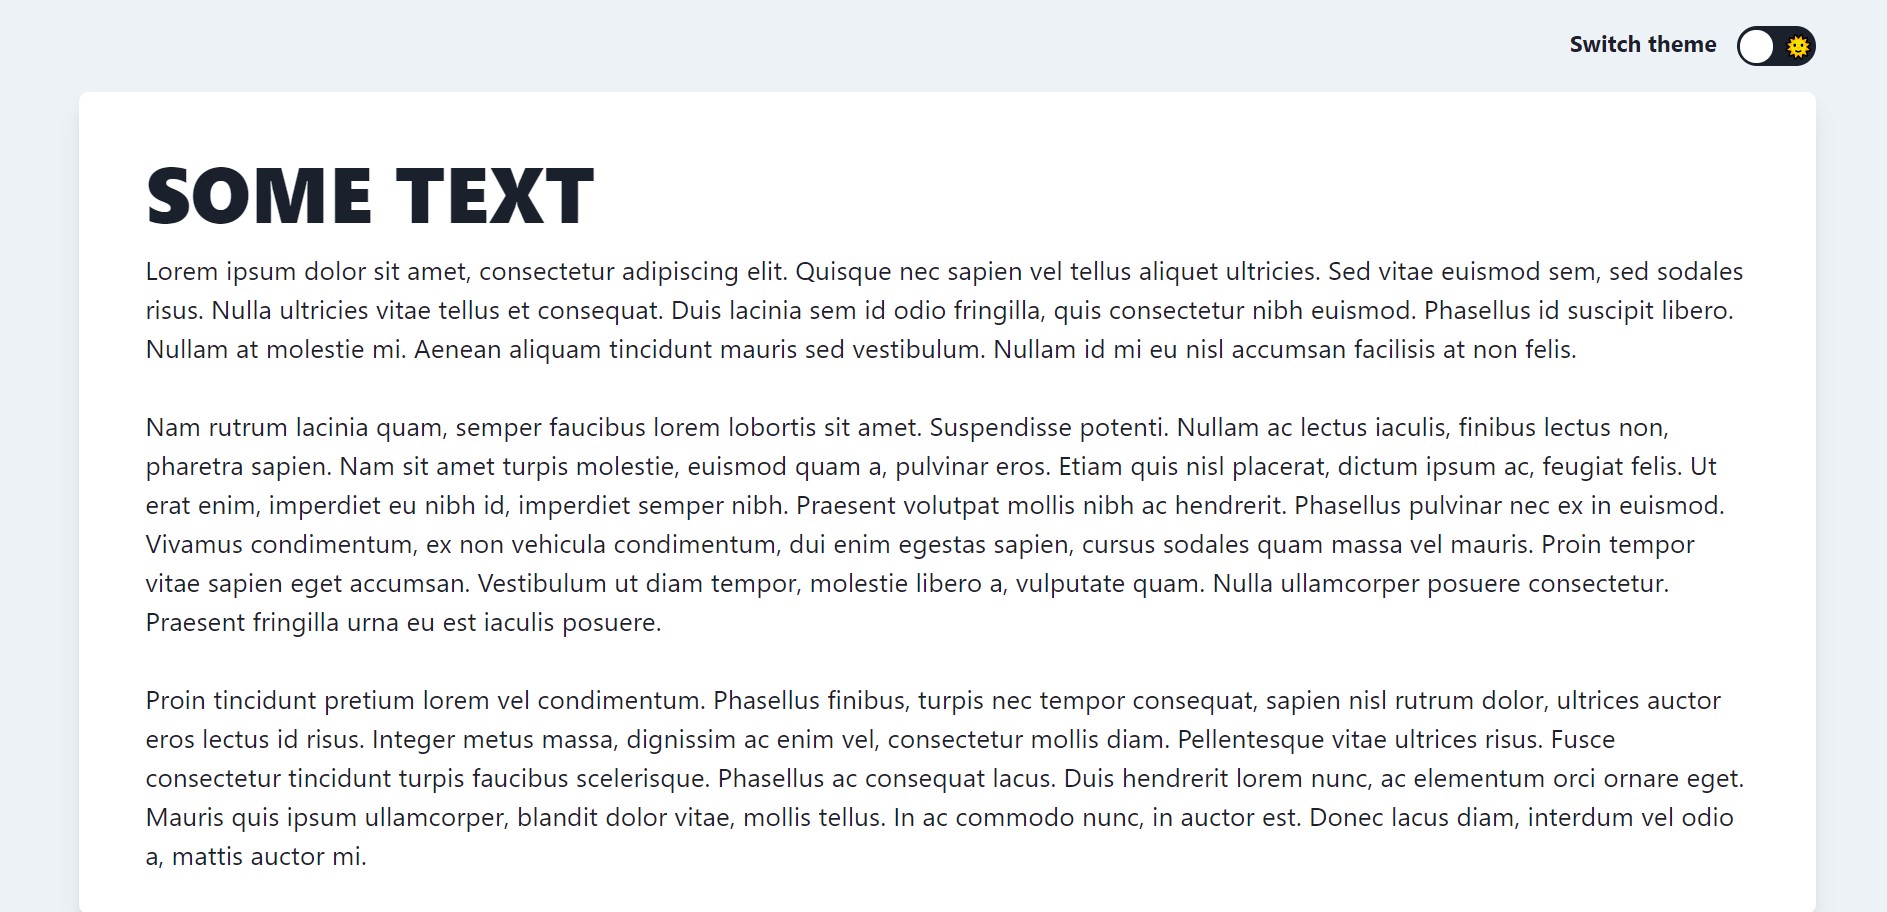 Switch theme
SOME TEXT
Lorem ipsum dolor sit amet, consectetur adipiscing elit. Quisque nec sapien vel tellus aliquet ultricies. Sed vitae euismod sem, sed sodales
risus. Nulla ultricies vitae tellus et consequat. Duis lacinia sem id odio fringilla, quis consectetur nibh euismod. Phasellus id suscipit libero.
Nullam at molestie mi. Aenean aliquam tincidunt mauris sed vestibulum. Nullam id mi eu nisl accumsan facilisis at non felis.
Nam rutrum lacinia quam, semper faucibus lorem lobortis sit amet. Suspendisse potenti. Nullam ac lectus iaculis, finibus lectus non,
pharetra sapien. Nam sit amet turpis molestie, euismod quam a, pulvinar eros. Etiam quis nisl placerat, dictum ipsum ac, feugiat felis. Ut
erat enim, imperdiet eu nibh id, imperdiet semper nibh. Praesent volutpat mollis nibh ac hendrerit. Phasellus pulvinar nec ex in euismod.
Vivamus condimentum, ex non vehicula condimentum, dui enim egestas sapien, cursus sodales quam massa vel mauris. Proin tempor
vitae sapien eget accumsan. Vestibulum ut diam tempor, molestie libero a, vulputate quam. Nulla ullamcorper posuere consectetur.
Praesent fringilla urna eu est iaculis posuere.
Proin tincidunt pretium lorem vel condimentum. Phasellus finibus, turpis nec tempor consequat, sapien nisl rutrum dolor, ultrices auctor
eros lectus id risus. Integer metus massa, dignissim ac enim vel, consectetur mollis diam. Pellentesque vitae ultrices risus. Fusce
consectetur tincidunt turpis faucibus scelerisque. Phasellus ac consequat lacus. Duis hendrerit lorem nunc, ac elementum orci ornare eget.
Mauris quis ipsum ullamcorper, blandit dolor vitae, mollis tellus. In ac commodo nunc, in auctor est. Donec lacus diam, interdum vel odio
a, mattis auctor mi.